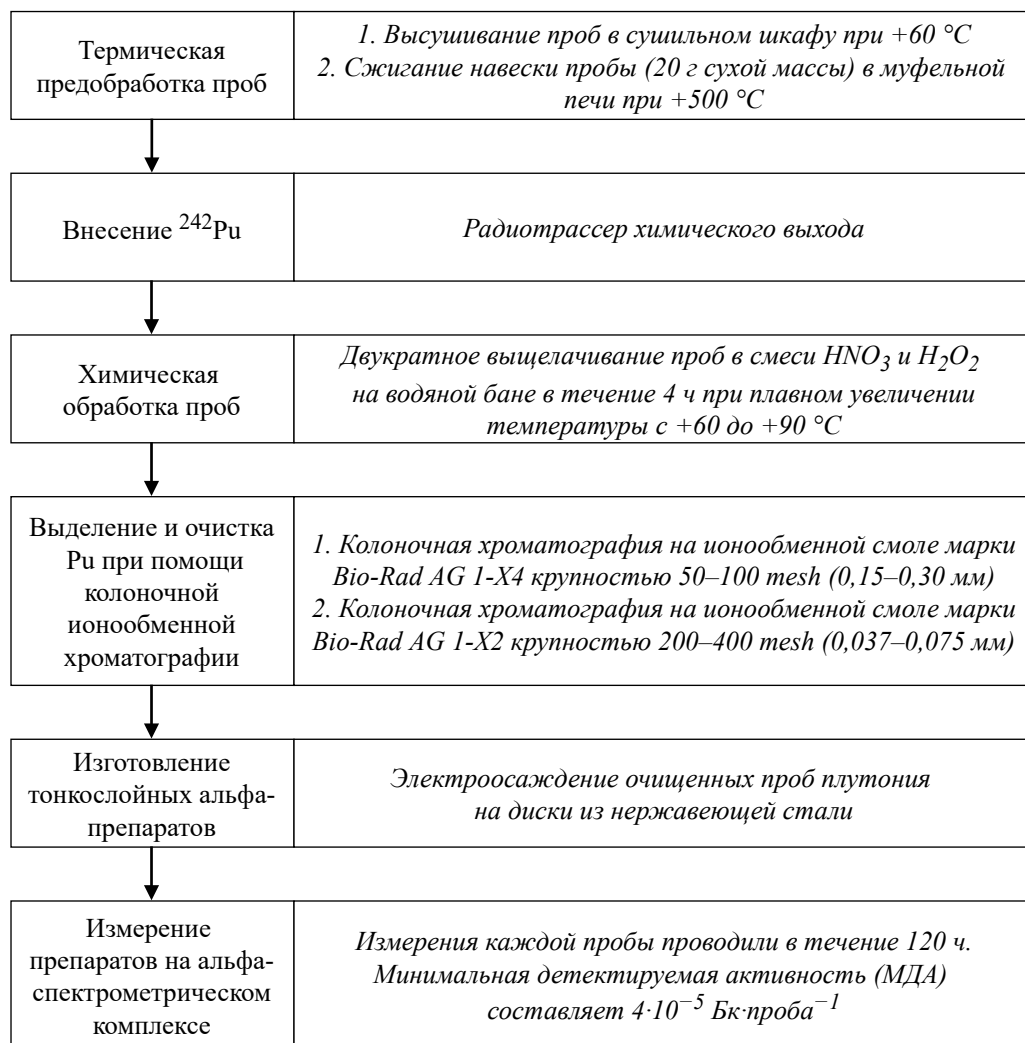 Термическая
предобработка проб
1. Высушивание проб в сушильном шкафу при +60 °C
2. Сжигание навески пробы (20 г сухой массы) в муфельной
печи при +500 °C
Внесение ²⁴²Pu
Радиотрассер химического выхода
Химическая
обработка проб
Двукратное выщелачивание проб в смеси HNO₃ и H₂O₂
на водяной бане в течение 4 ч при плавном увеличении
температуры с +60 до +90 °C
Выделение и очистка
Pu при помощи
колоночной
ионообменной
хроматографии
1. Колоночная хроматография на ионообменной смоле марки
Bio-Rad AG 1-X4 крупностью 50–100 mesh (0,15–0,30 мм)
2. Колоночная хроматография на ионообменной смоле марки
Bio-Rad AG 1-X2 крупностью 200–400 mesh (0,037–0,075 мм)
Изготовление
тонкослойных альфа-
препаратов
Электроосаждение очищенных проб плутония
на диски из нержавеющей стали
Измерение
препаратов на альфа-
спектрометрическом
комплексе
Измерения каждой пробы проводили в течение 120 ч.
Минимальная детектируемая активность (МДА)
составляет 4·10⁻⁵ Бк·проба⁻¹